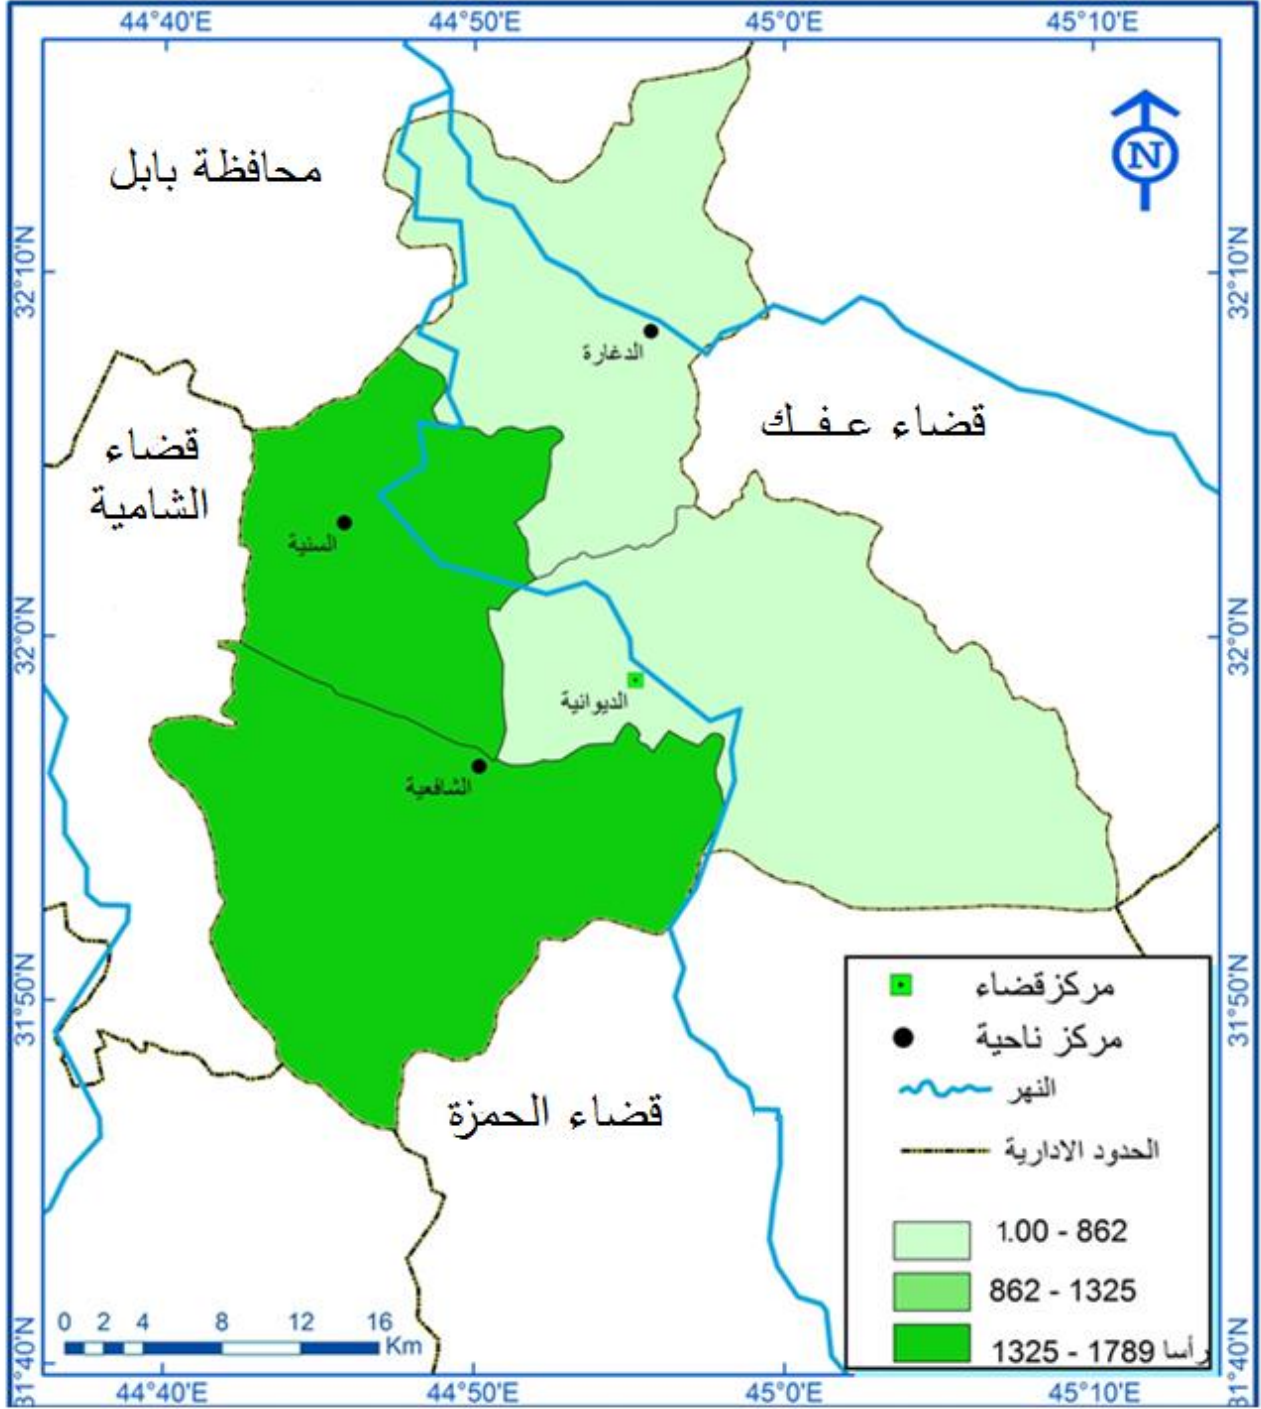 44°40'E 44°50'E 45°0'E 45°10'E
N
محافظة بابل
32°10'N 32°10'N
الدغارة
قضاء عـفـك
قضاء
الشامية
السنية
32°0'N 32°0'N
الديوانية
الشافعية
31°50'N 31°50'N
قضاء الحمزة
مركزقضاء
مركز ناحية
النهر
الحدود الادارية
1.00 - 862
862 - 1325
1325 - 1789 رأسا
0 2 4 8 12 16
Km
31°40'N 31°40'N
44°40'E 44°50'E 45°0'E 45°10'E